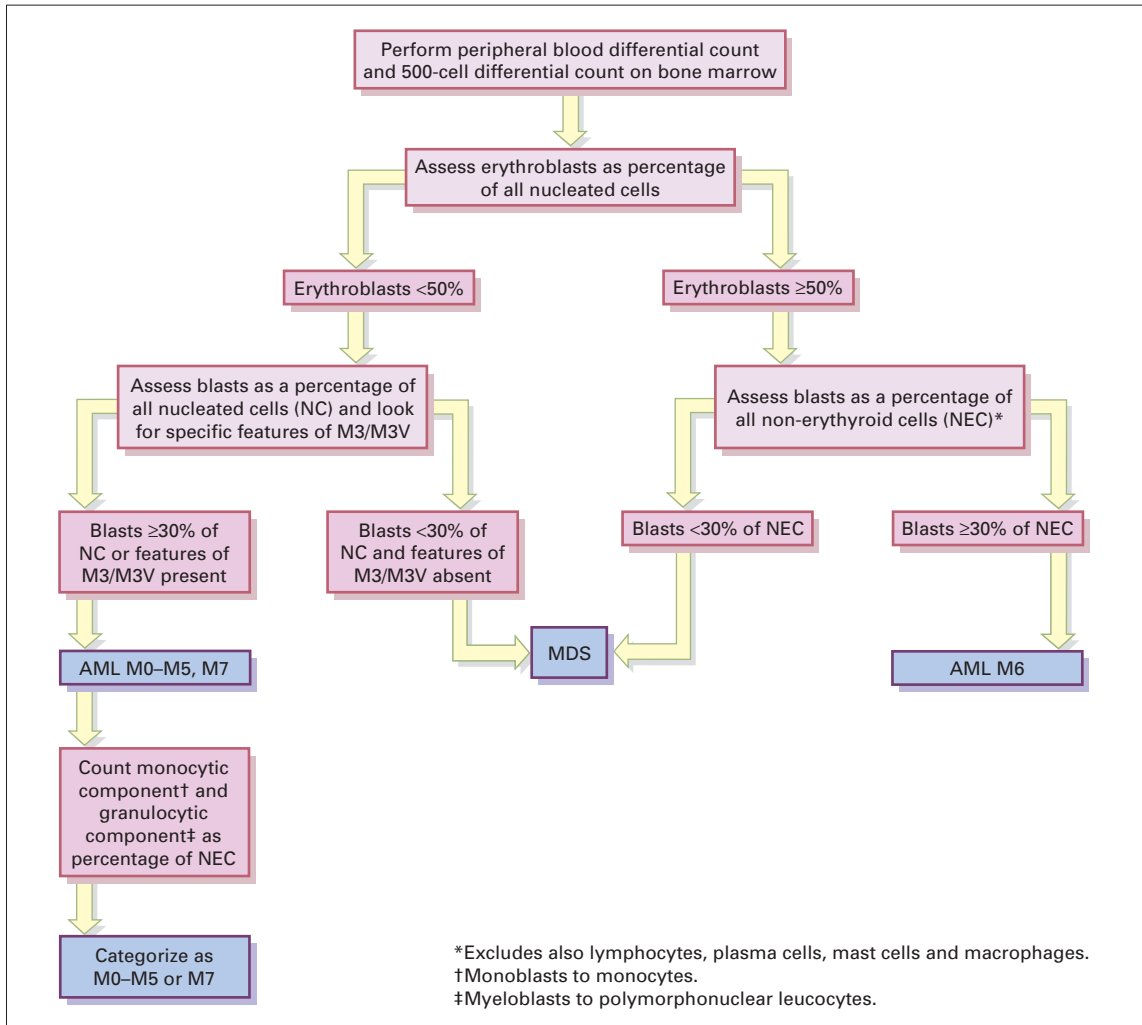 Perform peripheral blood differential count
and 500-cell differential count on bone marrow
Assess erythroblasts as percentage
of all nucleated cells
Erythroblasts <50%
Erythroblasts ≥50%
Assess blasts as a percentage of
all nucleated cells (NC) and look
for specific features of M3/M3V
Assess blasts as a percentage of
all non-erythyroid cells (NEC)*
Blasts ≥30% of
NC or features of
M3/M3V present
Blasts <30% of
NC and features of
M3/M3V absent
Blasts <30% of NEC
Blasts ≥30% of NEC
AML M0–M5, M7
MDS
AML M6
Count monocytic
component† and
granulocytic
component‡ as
percentage of NEC
Categorize as
M0–M5 or M7
*Excludes also lymphocytes, plasma cells, mast cells and macrophages.
†Monoblasts to monocytes.
‡Myeloblasts to polymorphonuclear leucocytes.